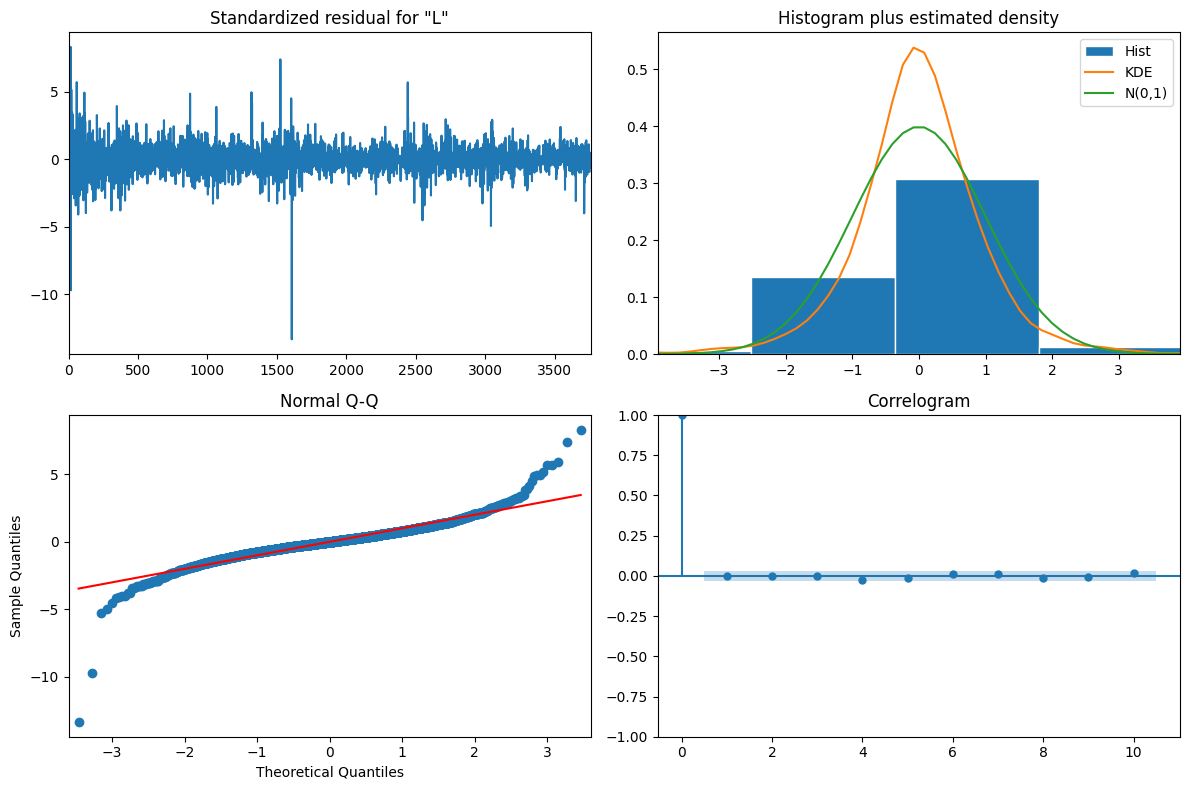 Standardized residual for "L"
5
0
−5
−10
0 500 1000 1500 2000 2500 3000 3500
Histogram plus estimated density
Hist
KDE
N(0,1)
0.5
0.4
0.3
0.2
0.1
0.0
−3 −2 −1 0 1 2 3
Normal Q-Q
Sample Quantiles
5
0
−5
−10
−3 −2 −1 0 1 2 3
Theoretical Quantiles
Correlogram
1.00
0.75
0.50
0.25
0.00
−0.25
−0.50
−0.75
−1.00
0 2 4 6 8 10